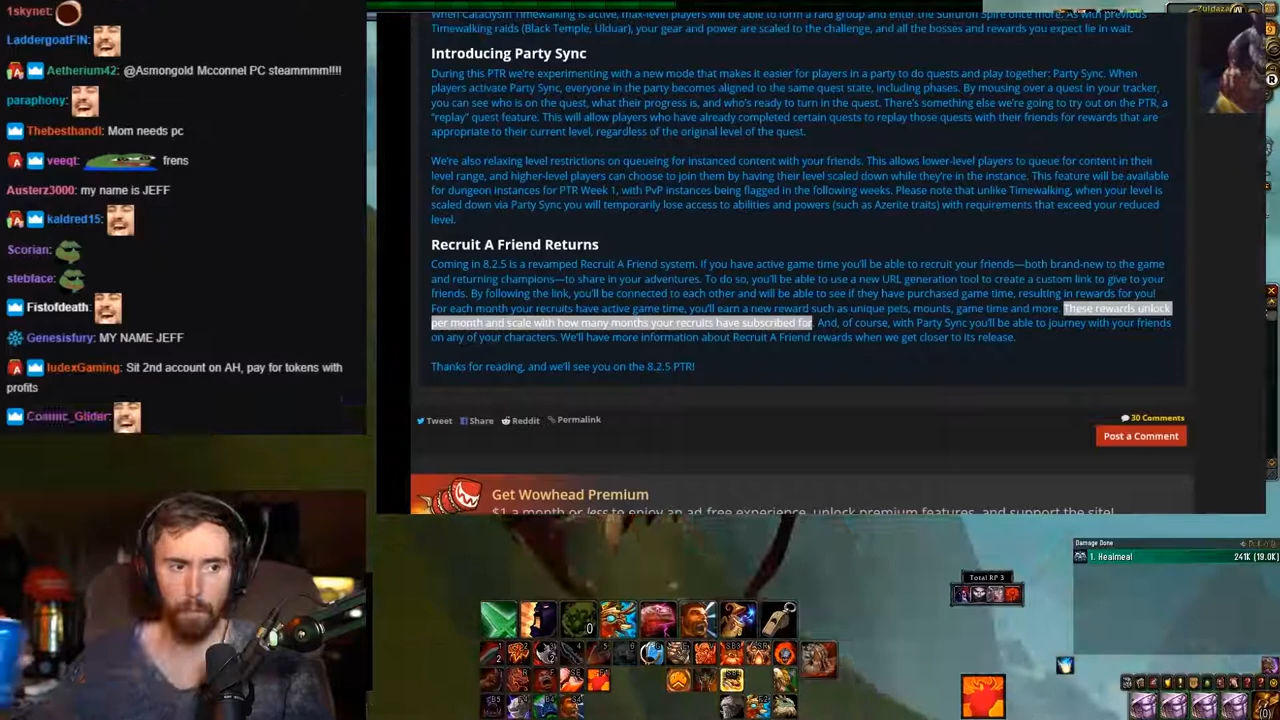 1skynet:
LaddergoatFIN:
Aetherium42: @Asmongold Mcconnel PC steammmm!!!!
paraphony:
Thebesthandi: Mom needs pc
veeqt: frens
Austerz3000: my name is JEFF
kaldred15:
Scorian:
stebface:
Fistofdeath:
Genesisfury: MY NAME JEFF
IudexGaming: Sit 2nd account on AH, pay for tokens with
profits
Commic_Glider:
When Cataclysm Timewalking is active, max-level players will be able to form a raid group and enter the Sulfuron Spire once more. As with previous
Timewalking raids (Black Temple, Ulduar), your gear and power are scaled to the challenge, and all the bosses and rewards you expect lie in wait.
Introducing Party Sync
During this PTR we're experimenting with a new mode that makes it easier for players in a party to do quests and play together: Party Sync. When
players activate Party Sync, everyone in the party becomes aligned to the same quest state, including phases. By mousing over a quest in your tracker,
you can see who is on the quest, what their progress is, and who's ready to turn in the quest. There's something else we're going to try out on the PTR, a
"replay" quest feature. This will allow players who have already completed certain quests to replay those quests with their friends for rewards that are
appropriate to their current level, regardless of the original level of the quest.
We're also relaxing level restrictions on queueing for instanced content with your friends. This allows lower-level players to queue for content in their
level range, and higher-level players can choose to join them by having their level scaled down while they're in the instance. This feature will be available
for dungeon instances for PTR Week 1, with PvP instances being flagged in the following weeks. Please note that unlike Timewalking, when your level is
scaled down via Party Sync you will temporarily lose access to abilities and powers (such as Azerite traits) with requirements that exceed your reduced
level.
Recruit A Friend Returns
Coming in 8.2.5 is a revamped Recruit A Friend system. If you have active game time you'll be able to recruit your friends—both brand-new to the game
and returning champions—to share in your adventures. To do so, you'll be able to use a new URL generation tool to create a custom link to give to your
friends. By following the link, you'll be connected to each other and will be able to see if they have purchased game time, resulting in rewards for you!
For each month your recruits have active game time, you'll earn a new reward such as unique pets, mounts, game time and more. These rewards unlock
per month and scale with how many months your recruits have subscribed for. And, of course, with Party Sync you'll be able to journey with your friends
on any of your characters. We'll have more information about Recruit A Friend rewards when we get closer to its release.
Thanks for reading, and we'll see you on the 8.2.5 PTR!
Tweet Share Reddit Permalink
30 Comments
Post a Comment
Get Wowhead Premium
$1 a month or less to enjoy an ad-free experience, unlock premium features, and support the site!
Damage Done
1. Healmeal 241K (19.0K)
Total RP 3